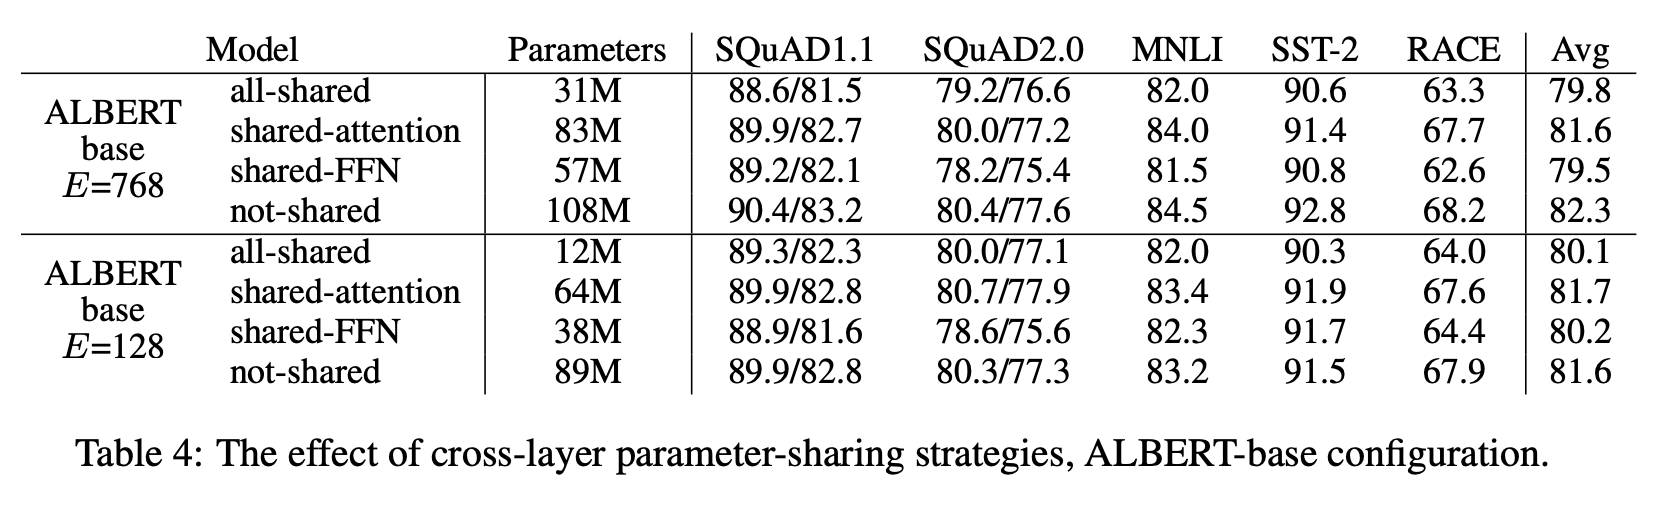 Model Parameters SQuAD1.1 SQuAD2.0 MNLI SST-2 RACE Avg
ALBERT base E=768
all-shared 31M 88.6/81.5 79.2/76.6 82.0 90.6 63.3 79.8
shared-attention 83M 89.9/82.7 80.0/77.2 84.0 91.4 67.7 81.6
shared-FFN 57M 89.2/82.1 78.2/75.4 81.5 90.8 62.6 79.5
not-shared 108M 90.4/83.2 80.4/77.6 84.5 92.8 68.2 82.3
ALBERT base E=128
all-shared 12M 89.3/82.3 80.0/77.1 82.0 90.3 64.0 80.1
shared-attention 64M 89.9/82.8 80.7/77.9 83.4 91.9 67.6 81.7
shared-FFN 38M 88.9/81.6 78.6/75.6 82.3 91.7 64.4 80.2
not-shared 89M 89.9/82.8 80.3/77.3 83.2 91.5 67.9 81.6
Table 4: The effect of cross-layer parameter-sharing strategies, ALBERT-base configuration.